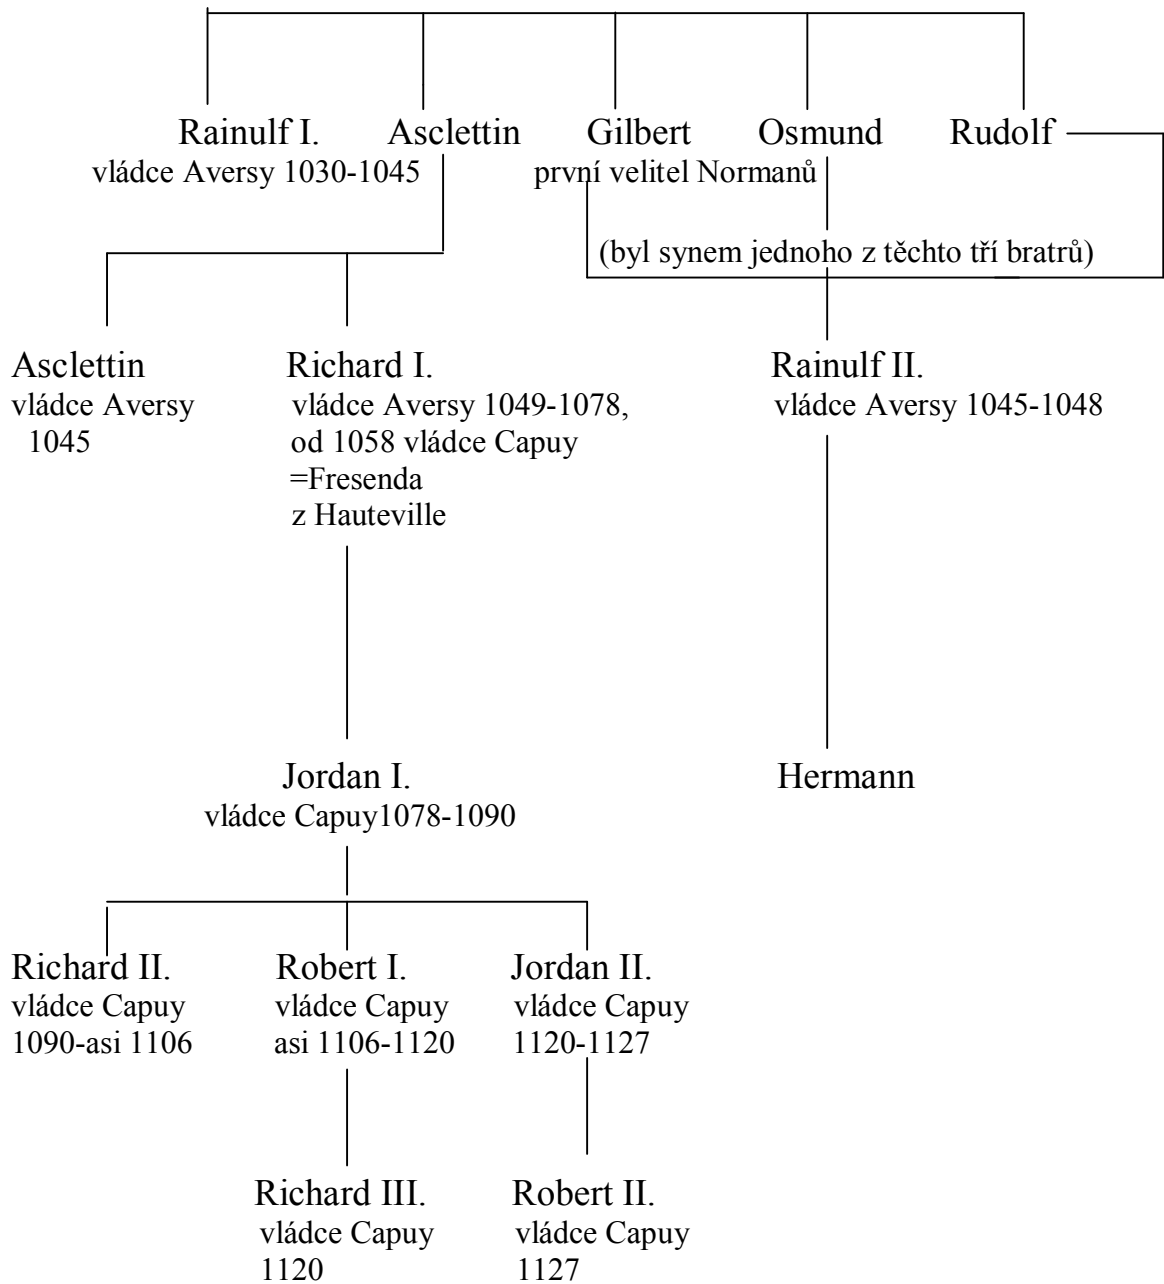 Rainulf I.
vládce Aversy 1030-1045
Asclettin
Gilbert
první velitel Normanů
Osmund
Rudolf
(byl synem jednoho z těchto tří bratrů)
Asclettin
vládce Aversy
1045
Richard I.
vládce Aversy 1049-1078,
od 1058 vládce Capuy
=Fresenda
z Hauteville
Rainulf II.
vládce Aversy 1045-1048
Jordan I.
vládce Capuy1078-1090
Hermann
Richard II.
vládce Capuy
1090-asi 1106
Robert I.
vládce Capuy
asi 1106-1120
Jordan II.
vládce Capuy
1120-1127
Richard III.
vládce Capuy
1120
Robert II.
vládce Capuy
1127